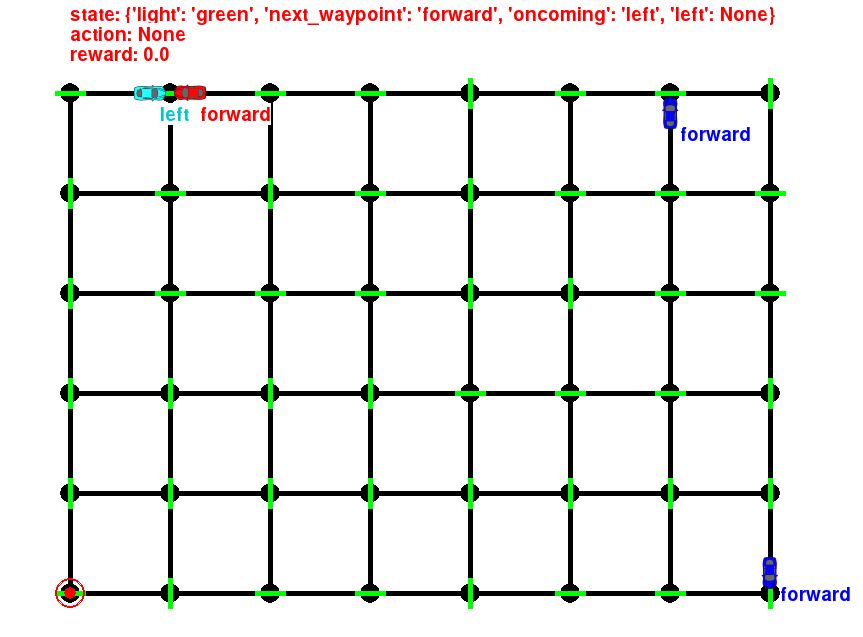 state: {'light': 'green', 'next_waypoint': 'forward', 'oncoming': 'left', 'left': None}
action: None
reward: 0.0
left forward
forward
forward